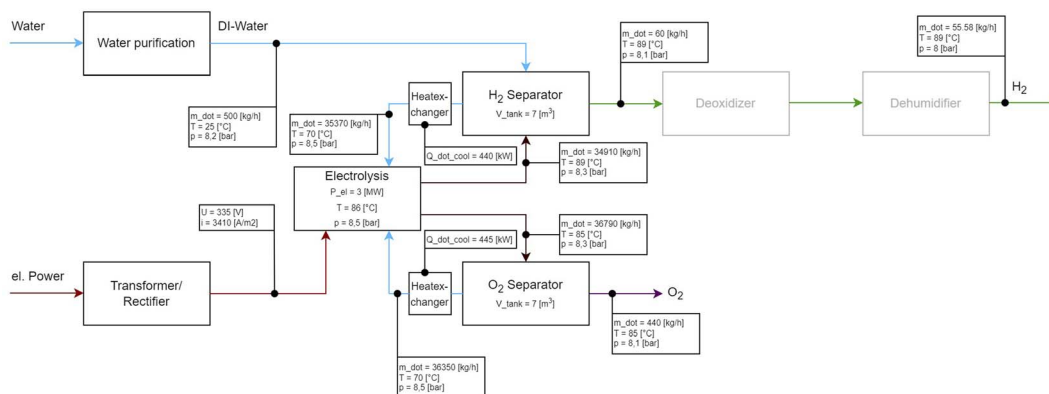 Water
Water purification
DI-Water
m_dot = 500 [kg/h]
T = 25 [°C]
p = 8,2 [bar]
Heatex-
changer
H₂ Separator
V_tank = 7 [m³]
m_dot = 60 [kg/h]
T = 89 [°C]
p = 8,1 [bar]
Deoxidizer
Dehumidifier
m_dot = 55.58 [kg/h]
T = 89 [°C]
p = 8 [bar]
H₂
m_dot = 35370 [kg/h]
T = 70 [°C]
p = 8,5 [bar]
Q_dot_cool = 440 [kW]
m_dot = 34910 [kg/h]
T = 89 [°C]
p = 8,3 [bar]
Electrolysis
P_el = 3 [MW]
T = 86 [°C]
p = 8,5 [bar]
U = 335 [V]
i = 3410 [A/m2]
Q_dot_cool = 445 [kW]
m_dot = 36790 [kg/h]
T = 85 [°C]
p = 8,3 [bar]
el. Power
Transformer/
Rectifier
Heatex-
changer
O₂ Separator
V_tank = 7 [m³]
O₂
m_dot = 440 [kg/h]
T = 85 [°C]
p = 8,1 [bar]
m_dot = 36350 [kg/h]
T = 70 [°C]
p = 8,5 [bar]